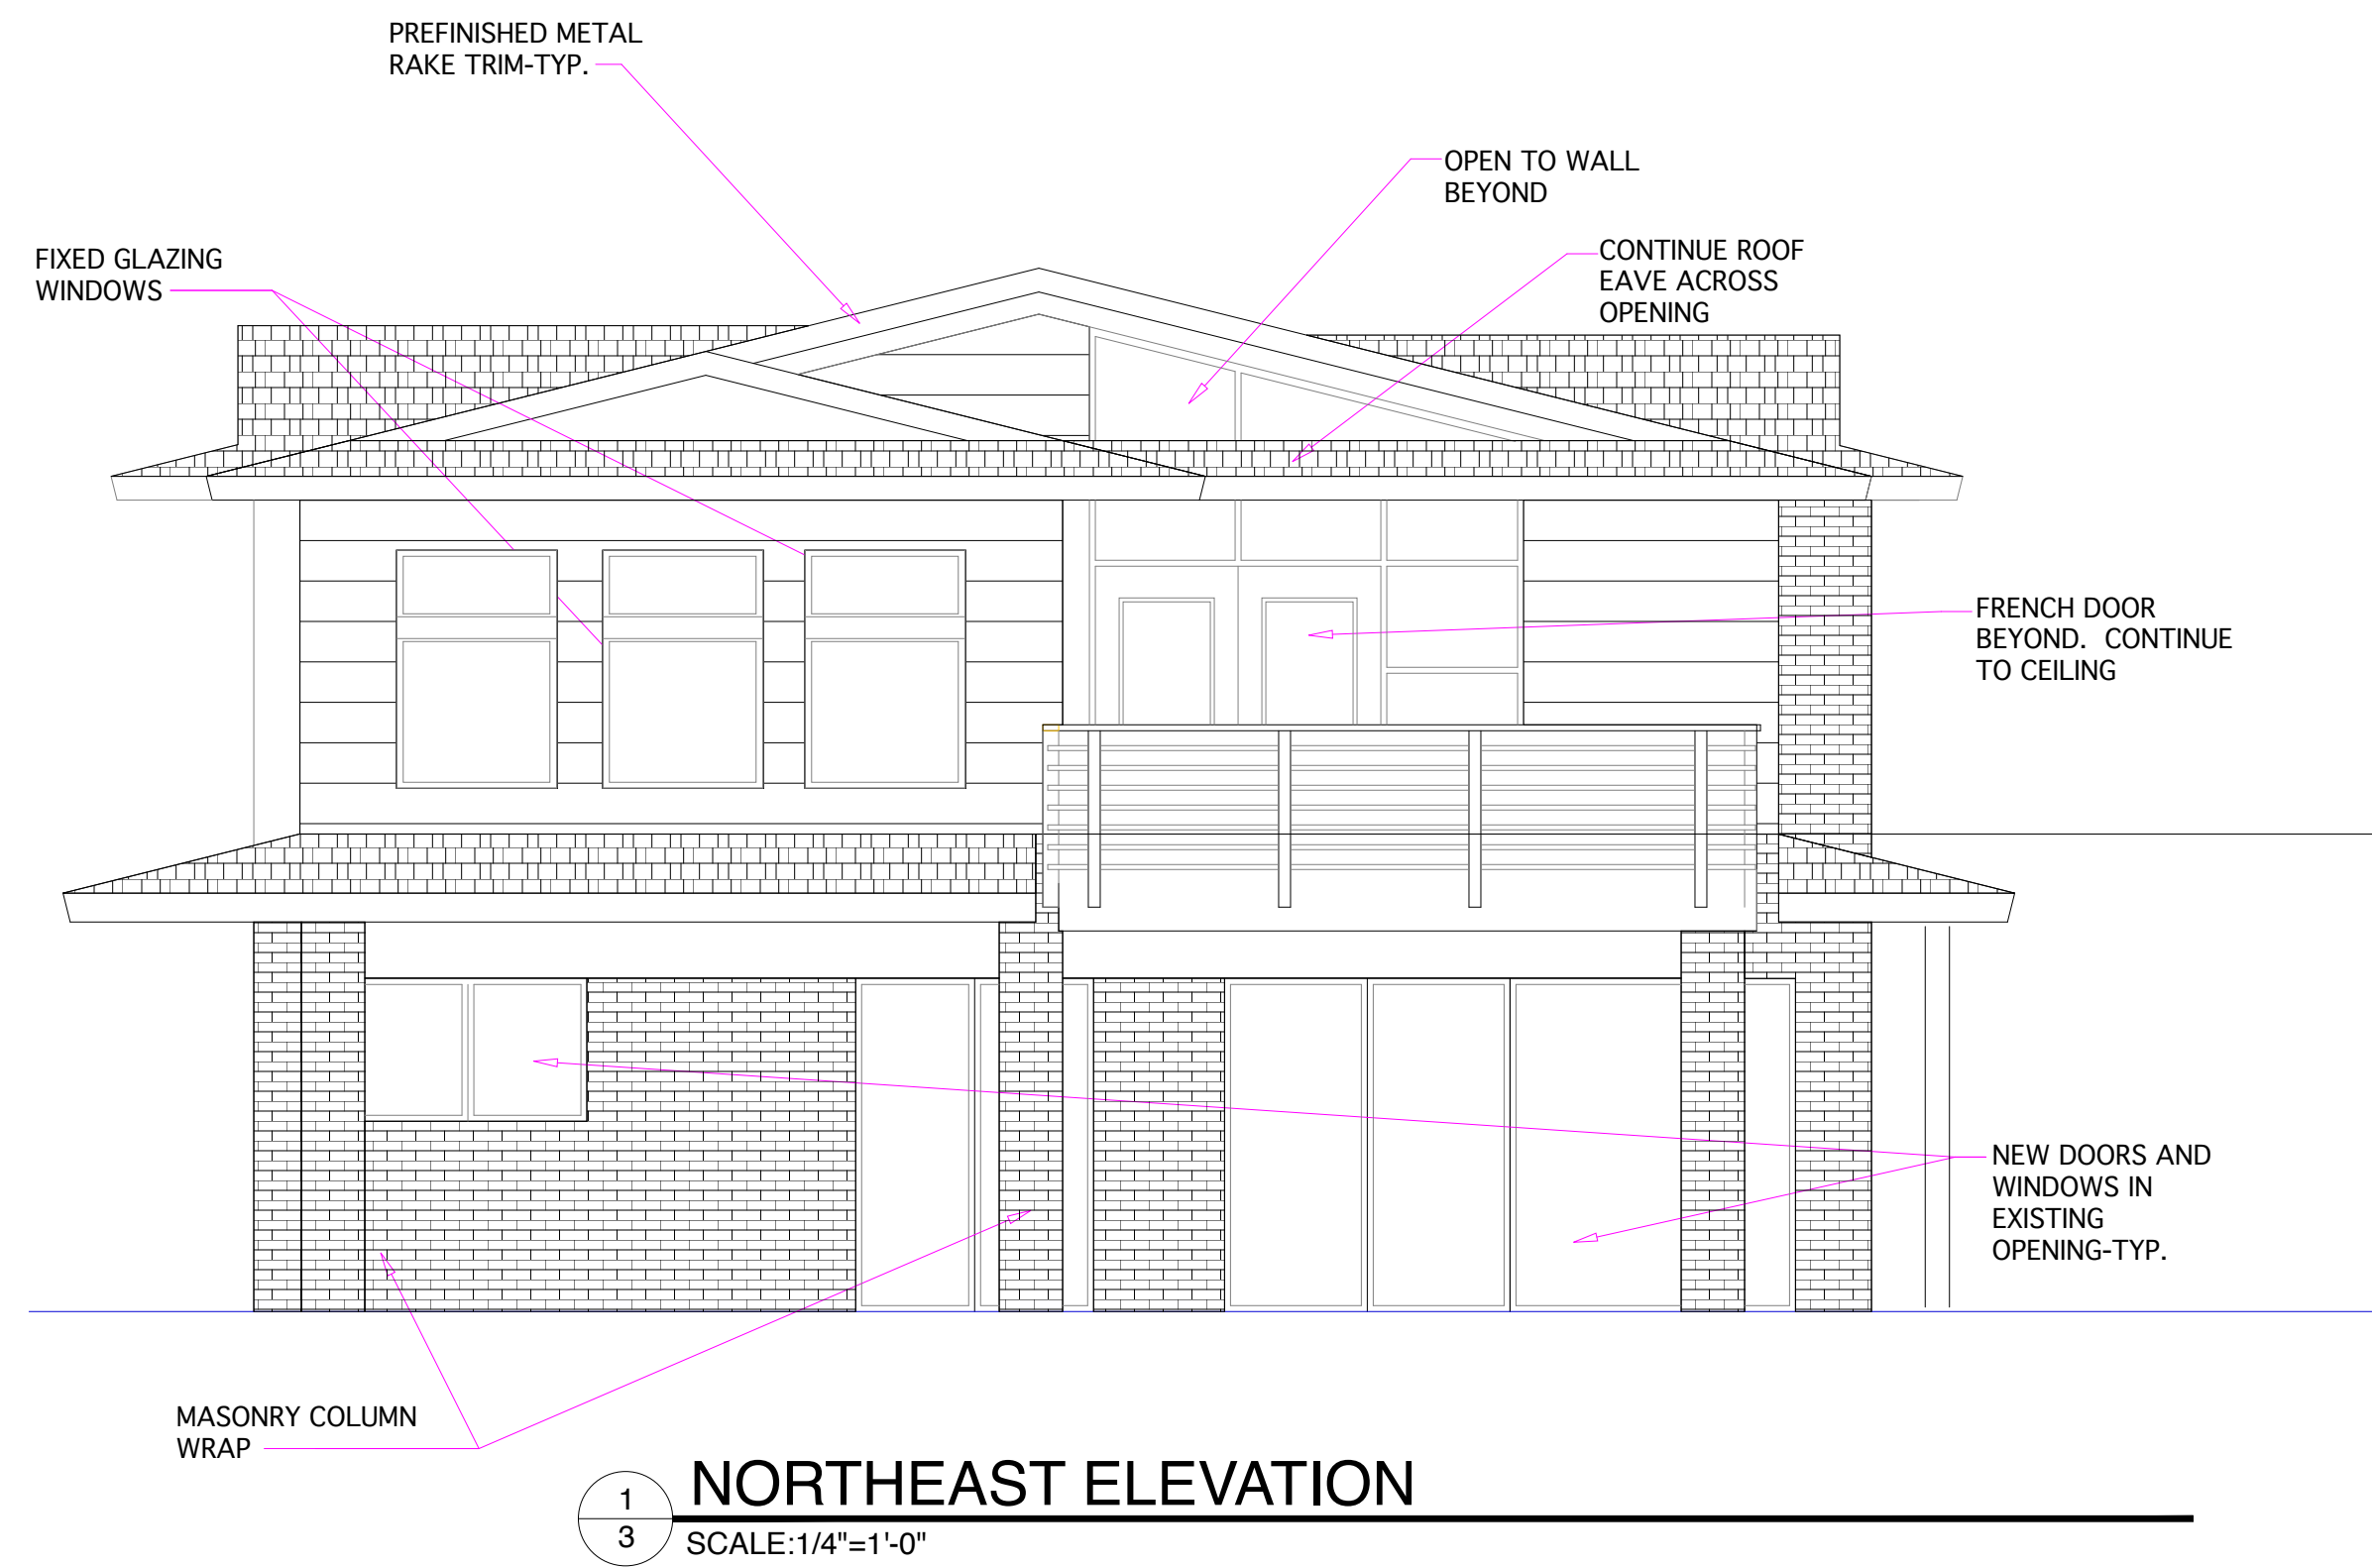 PREFINISHED METAL
RAKE TRIM-TYP.
OPEN TO WALL
BEYOND
FIXED GLAZING
WINDOWS
CONTINUE ROOF
EAVE ACROSS
OPENING
FRENCH DOOR
BEYOND.  CONTINUE
TO CEILING
NEW DOORS AND
WINDOWS IN
EXISTING
OPENING-TYP.
MASONRY COLUMN
WRAP
1
3
NORTHEAST ELEVATION
SCALE:1/4"=1'-0"